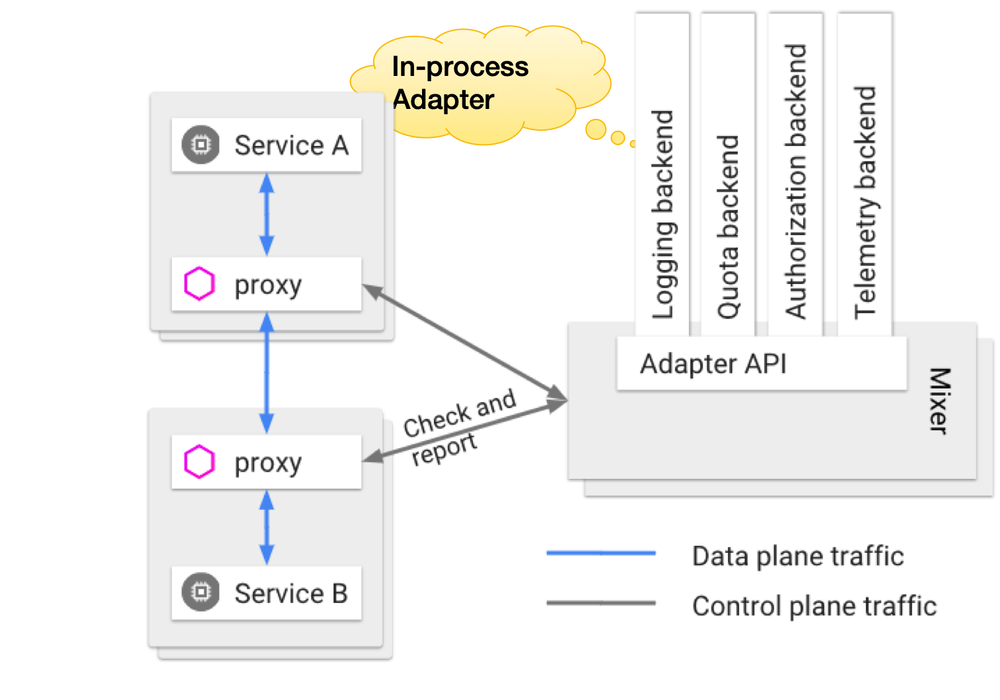 In-process
Adapter
Service A
proxy
proxy
Service B
Check and
report
Logging backend
Quota backend
Authorization backend
Telemetry backend
Adapter API
Mixer
Data plane traffic
Control plane traffic